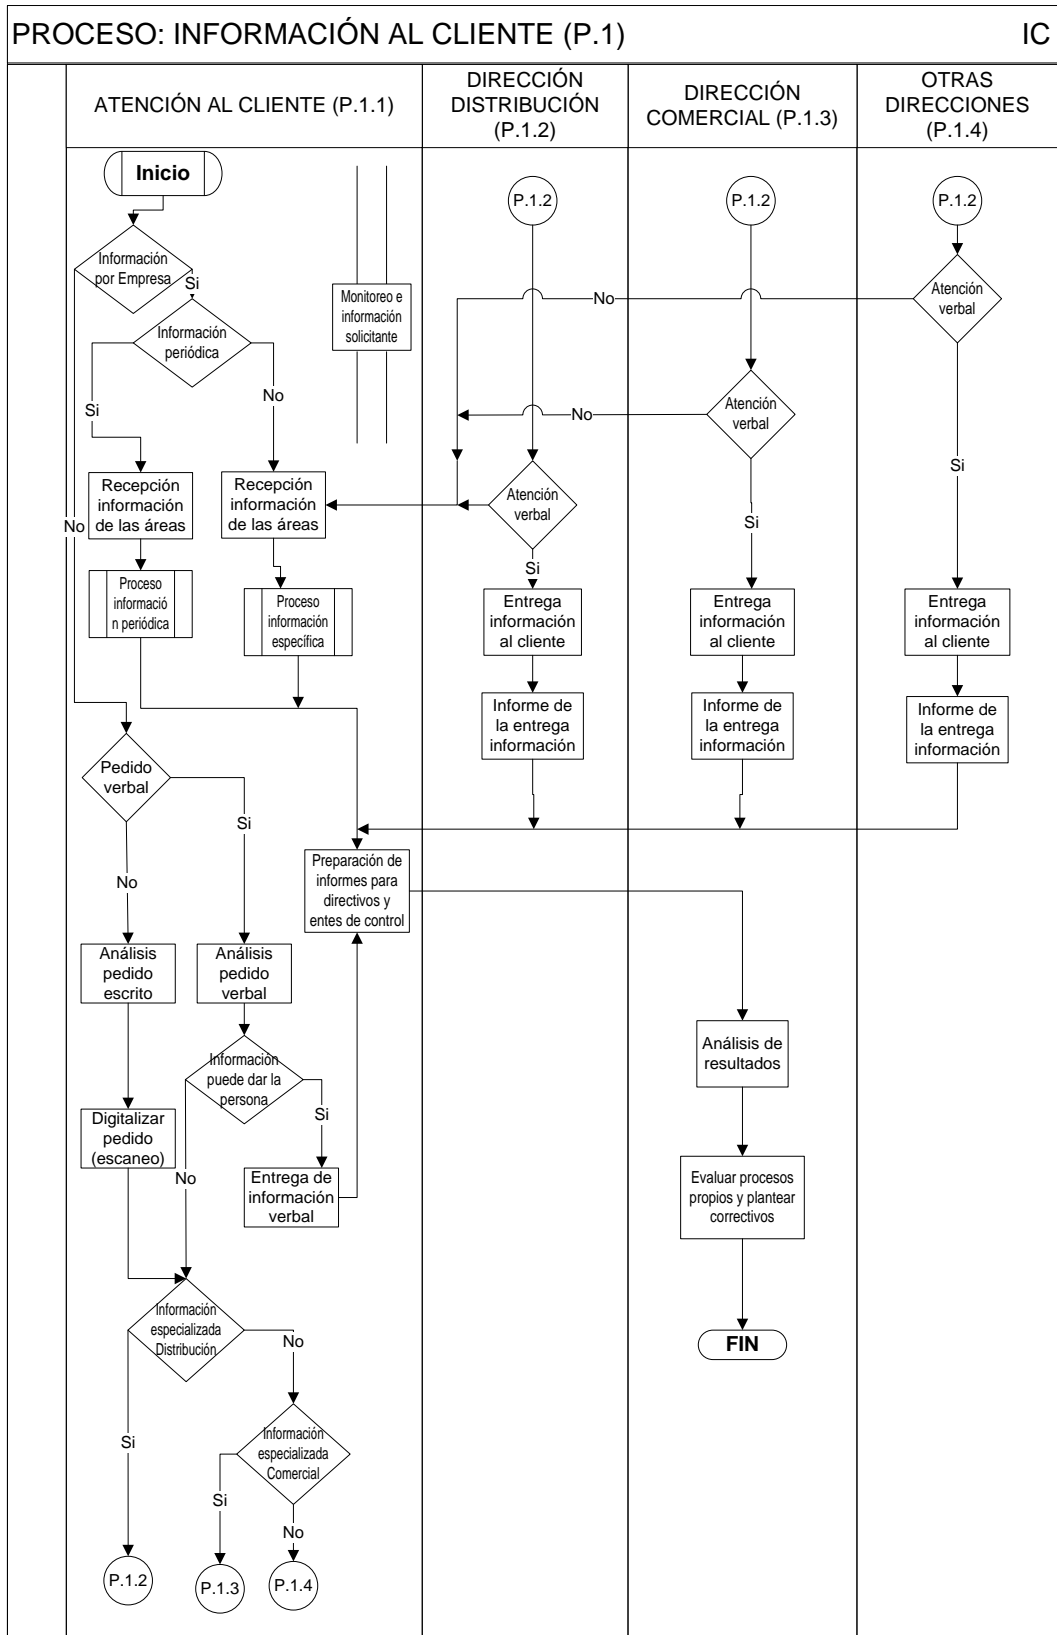 PROCESO: INFORMACIÓN AL CLIENTE (P.1) IC
ATENCIÓN AL CLIENTE (P.1.1)
DIRECCIÓN
DISTRIBUCIÓN
(P.1.2)
DIRECCIÓN
COMERCIAL (P.1.3)
OTRAS
DIRECCIONES
(P.1.4)
Inicio
Información
por Empresa
Si
Información
periódica
Si
No
Monitoreo e
información
solicitante
No
Recepción
información
de las áreas
Recepción
información
de las áreas
Proceso
informació
n periódica
Proceso
información
específica
Pedido
verbal
Si
No
Preparación de
informes para
directivos y
entes de control
Análisis
pedido
escrito
Análisis
pedido
verbal
Información
puede dar la
persona
Si
No
Digitalizar
pedido
(escaneo)
Entrega de
información
verbal
Información
especializada
Distribución
No
Si
Información
especializada
Comercial
Si
No
P.1.2
P.1.3
P.1.4
P.1.2
Atención
verbal
Si
Entrega
información
al cliente
Informe de
la entrega
información
P.1.2
No
Atención
verbal
Si
Entrega
información
al cliente
Informe de
la entrega
información
Análisis de
resultados
Evaluar procesos
propios y plantear
correctivos
FIN
P.1.2
Atención
verbal
No
Si
Entrega
información
al cliente
Informe de
la entrega
información